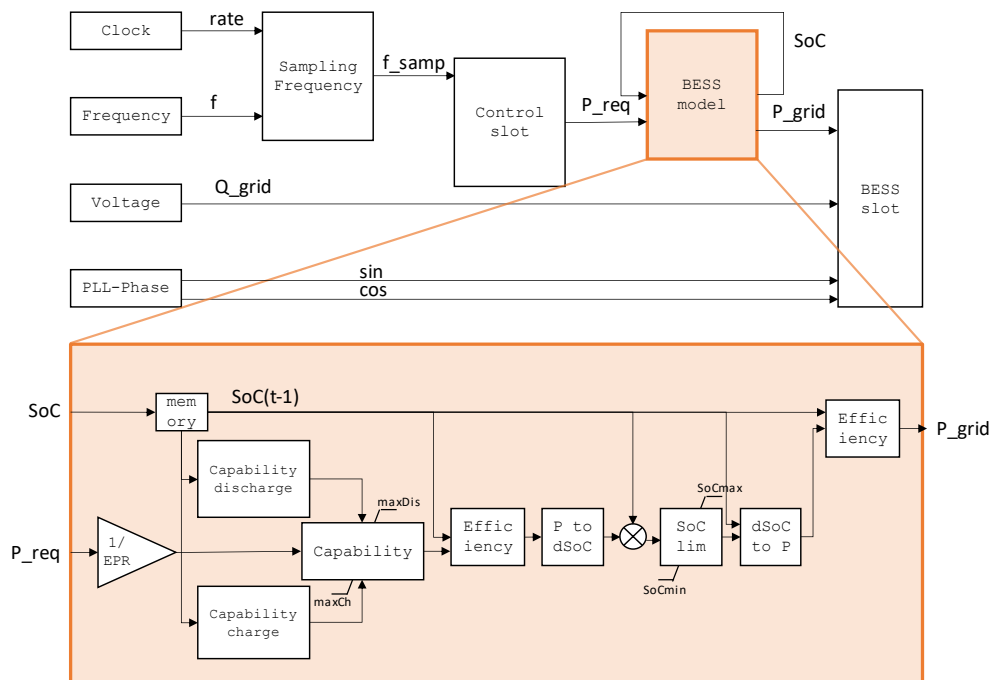 Clock
rate
Sampling
Frequency
Frequency
f
f_samp
Control
slot
P_req
BESS
model
SoC
P_grid
Voltage
Q_grid
BESS
slot
PLL-Phase
sin
cos
SoC
mem
ory
SoC(t-1)
Effic
iency
P_grid
Capability
discharge
maxDis
SoCmax
P_req
1/
EPR
Capability
Effic
iency
P to
dSoC
SoC
lim
dSoC
to P
maxCh
SoCmin
Capability
charge